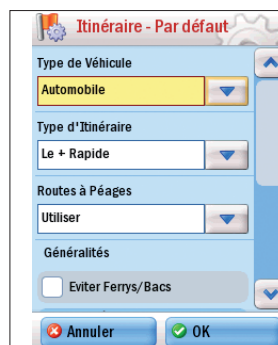 Itinéraire - Par défaut
Type de Véhicule
Automobile
Type d'Itinéraire
Le + Rapide
Routes à Péages
Utiliser
Généralités
Eviter Ferrys/Bacs
Annuler
OK